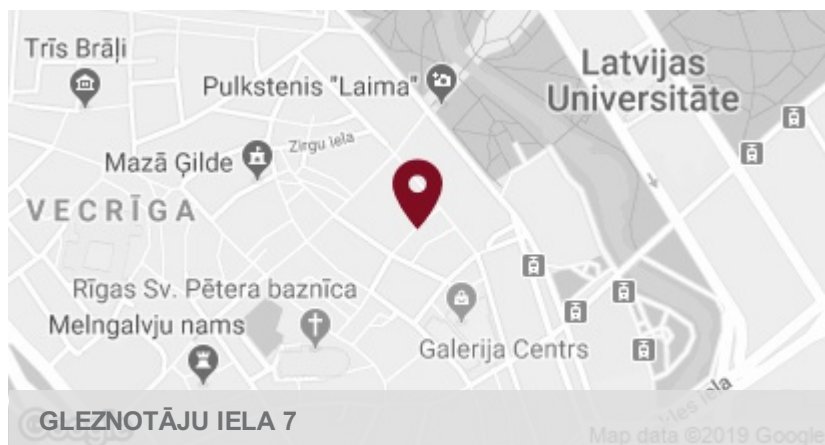 Trīs Brāļi
Pulkstenis "Laima"
Latvijas
Universitāte
Zirgu iela
Mazā Ģilde
VECRĪGA
Rīgas Sv. Pētera baznīca
Melngalvju nams
Galerija Centrs
GLEZNOTĀJU IELA 7
Google
Map data ©2019 Google